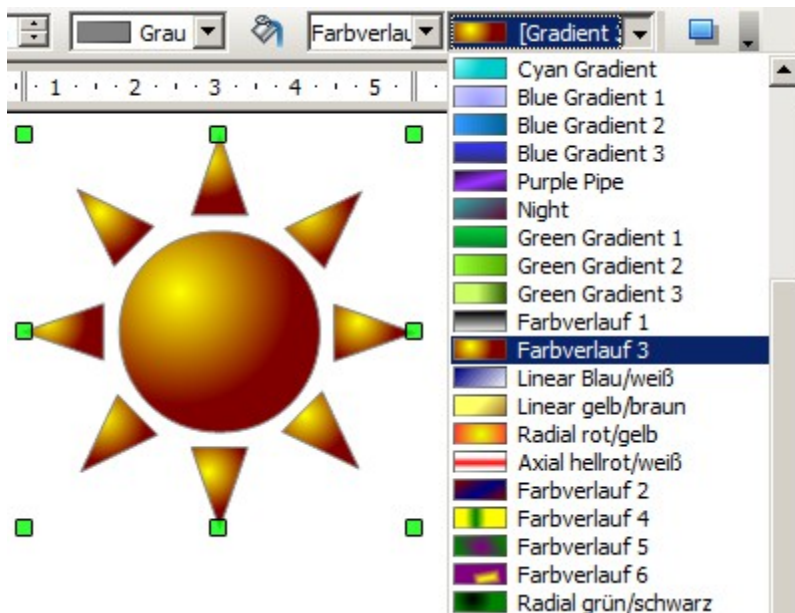 Grau Farbverlau [Gradient
1 2 3 4 5
Cyan Gradient
Blue Gradient 1
Blue Gradient 2
Blue Gradient 3
Purple Pipe
Night
Green Gradient 1
Green Gradient 2
Green Gradient 3
Farbverlauf 1
Farbverlauf 3
Linear Blau/weiß
Linear gelb/braun
Radial rot/gelb
Axial hellrot/weiß
Farbverlauf 2
Farbverlauf 4
Farbverlauf 5
Farbverlauf 6
Radial grün/schwarz